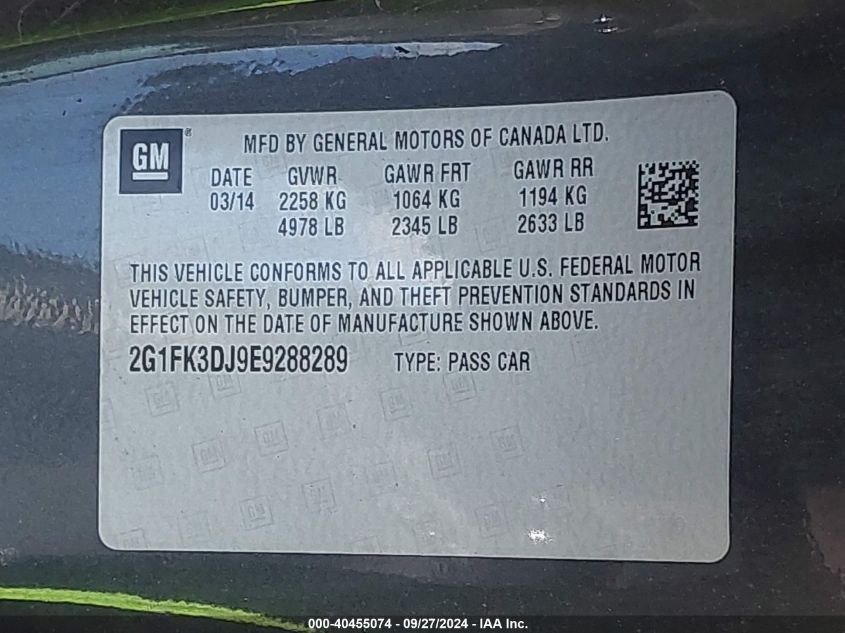 GM ®
MFD BY GENERAL MOTORS OF CANADA LTD.
DATE GVWR GAWR FRT GAWR RR
03/14 2258 KG 1064 KG 1194 KG
4978 LB 2345 LB 2633 LB
THIS VEHICLE CONFORMS TO ALL APPLICABLE U.S. FEDERAL MOTOR
VEHICLE SAFETY, BUMPER, AND THEFT PREVENTION STANDARDS IN
EFFECT ON THE DATE OF MANUFACTURE SHOWN ABOVE.
2G1FK3DJ9E9288289 TYPE: PASS CAR
000-40455074 - 09/27/2024 - IAA Inc.